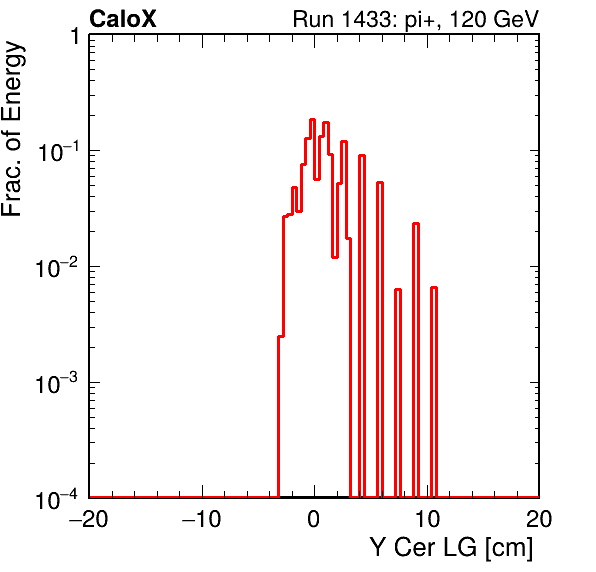 CaloX Run 1433: pi+, 120 GeV
Frac. of Energy
1
10⁻¹
10⁻²
10⁻³
10⁻⁴
−20 −10 0 10 20
Y Cer LG [cm]